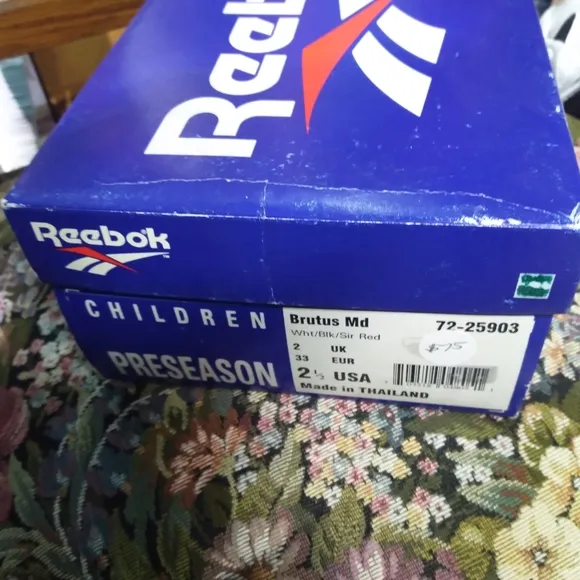 Reebok
Reebok™
CHILDREN
PRESEASON
Brutus Md 72-25903
Wht/Blk/Sir Red
2 UK
33 EUR
2½ USA
Made in THAILAND
$75